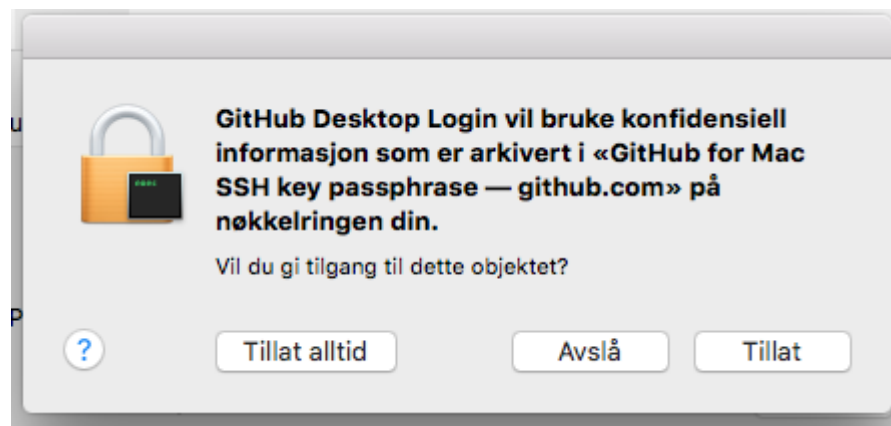 u
GitHub Desktop Login vil bruke konfidensiell
informasjon som er arkivert i «GitHub for Mac
SSH key passphrase — github.com» på
nøkkelringen din.
Vil du gi tilgang til dette objektet?
P
?
Tillat alltid
Avslå
Tillat